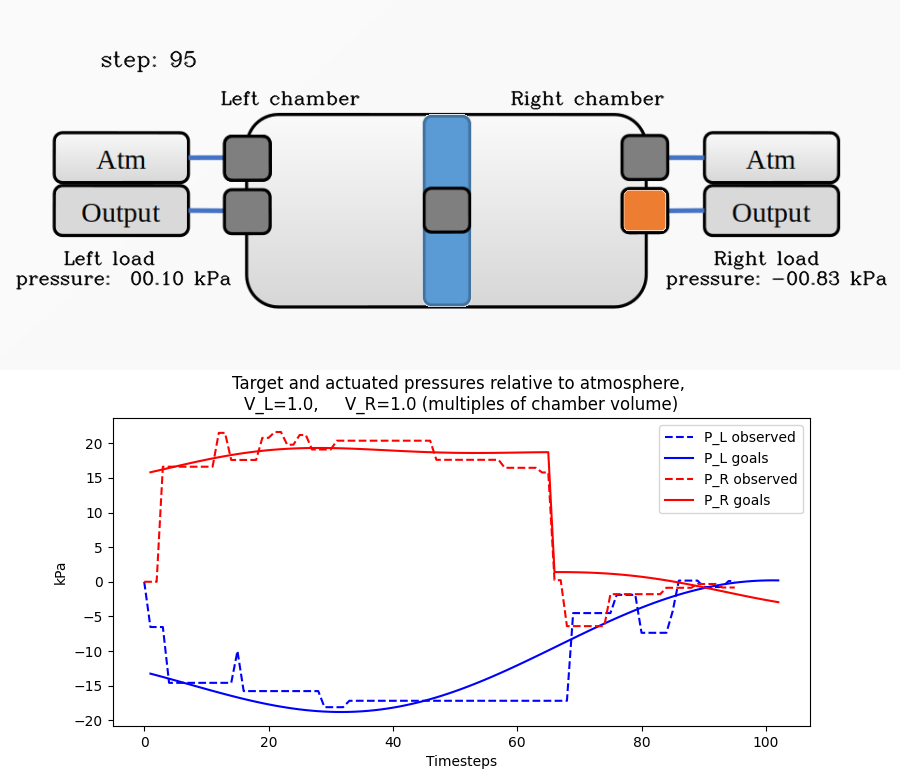 step: 95
Left chamber
Right chamber
Atm
Atm
Output
Output
Left load
pressure: 00.10 kPa
Right load
pressure: −00.83 kPa
Target and actuated pressures relative to atmosphere,
V_L=1.0, V_R=1.0 (multiples of chamber volume)
P_L observed
P_L goals
P_R observed
P_R goals
kPa
20
15
10
5
0
−5
−10
−15
−20
0 20 40 60 80 100
Timesteps